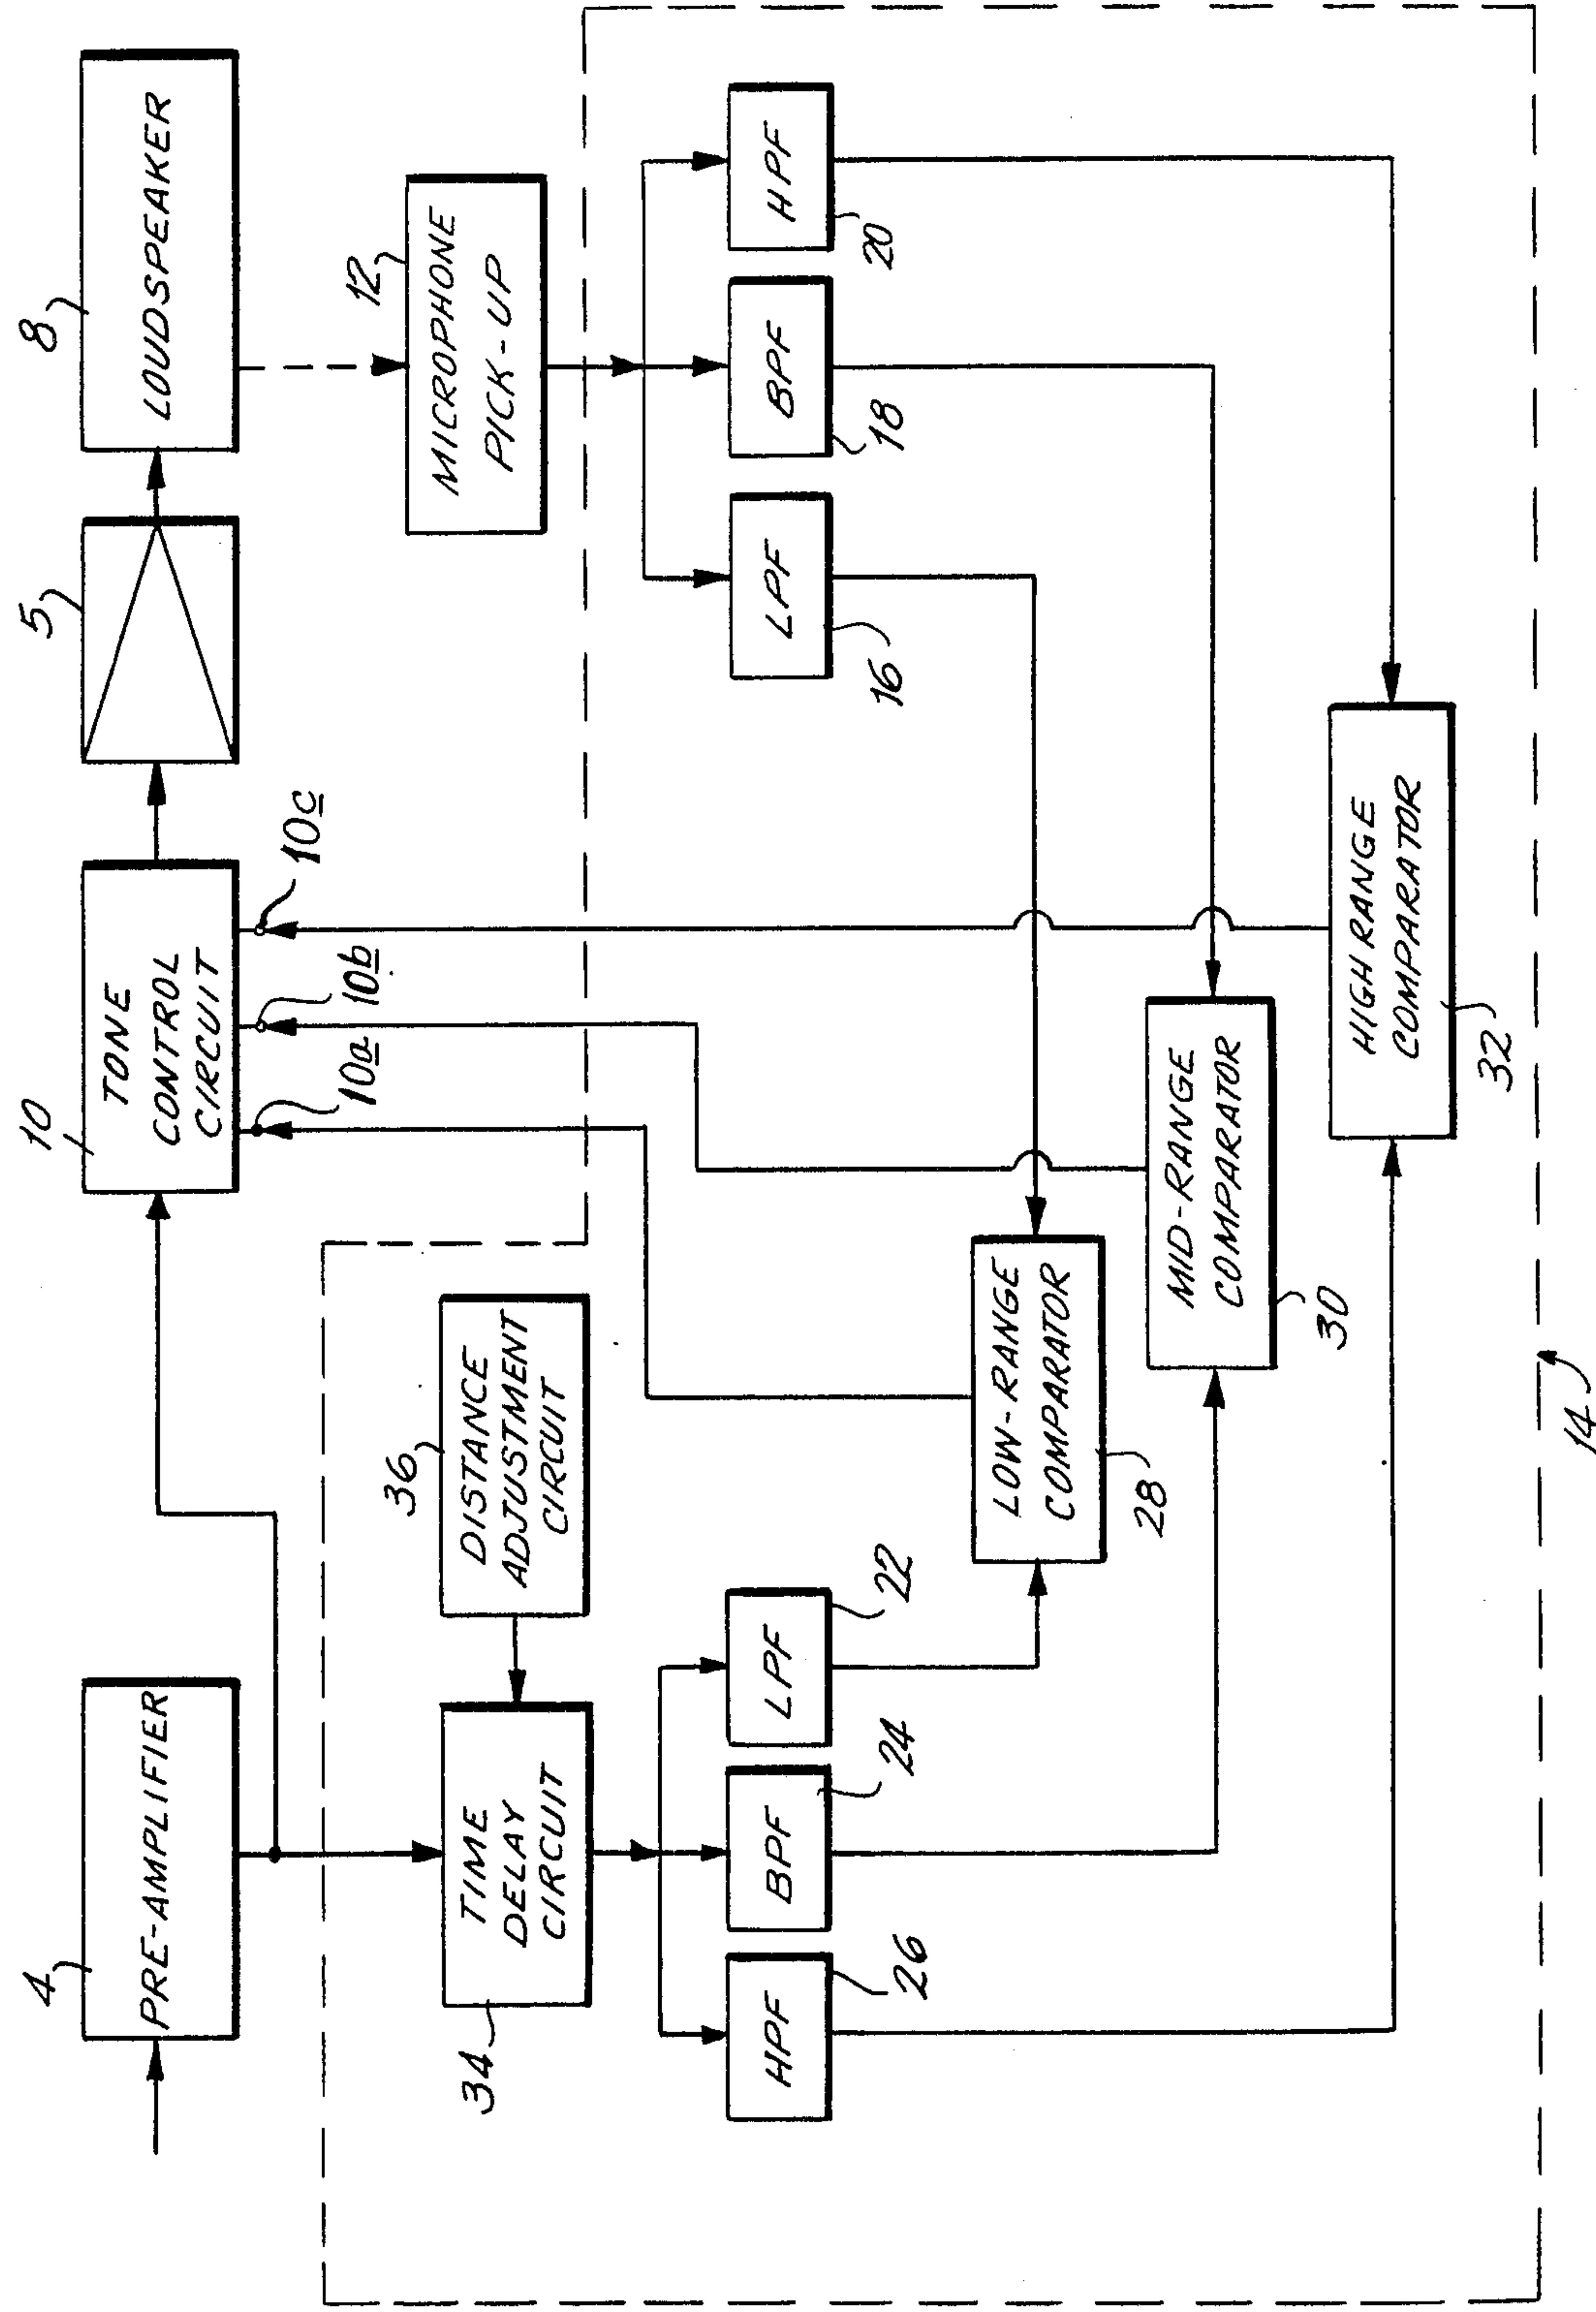 4
PRE-AMPLIFIER
10
TONE
CONTROL
CIRCUIT
10a
10b
10c
5
8
LOUDSPEAKER
12
MICROPHONE
PICK-UP
36
DISTANCE
ADJUSTMENT
CIRCUIT
34
TIME
DELAY
CIRCUIT
HPF
26
BPF
24
LPF
22
LPF
16
BPF
18
HPF
20
LOW-RANGE
COMPARATOR
28
MID-RANGE
COMPARATOR
30
HIGH RANGE
COMPARATOR
32
14